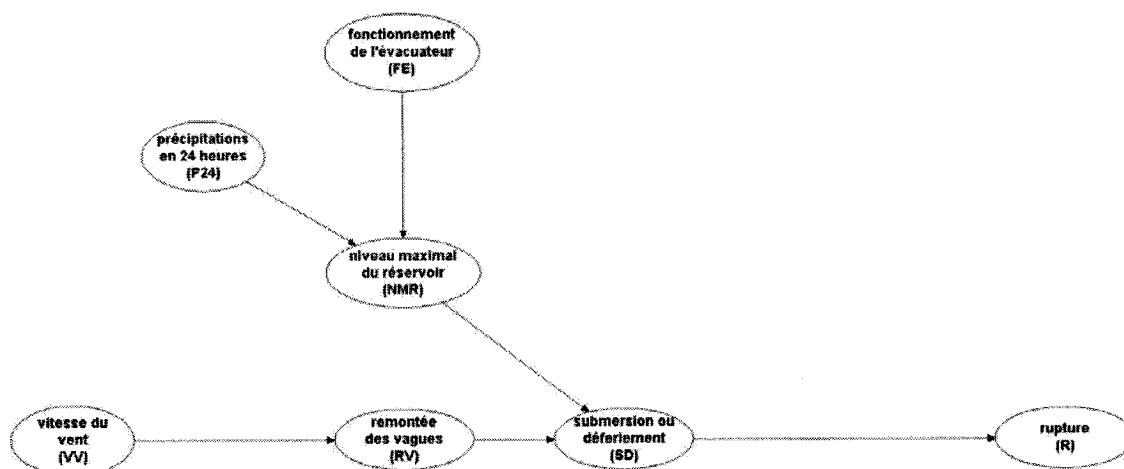 fonctionnement
de l'évacuateur
(FE)
précipitations
en 24 heures
(P24)
niveau maximal
du réservoir
(NMR)
vitesse du
vent
(VV)
remontée
des vagues
(RV)
submersion ou
déferlement
(SD)
rupture
(R)